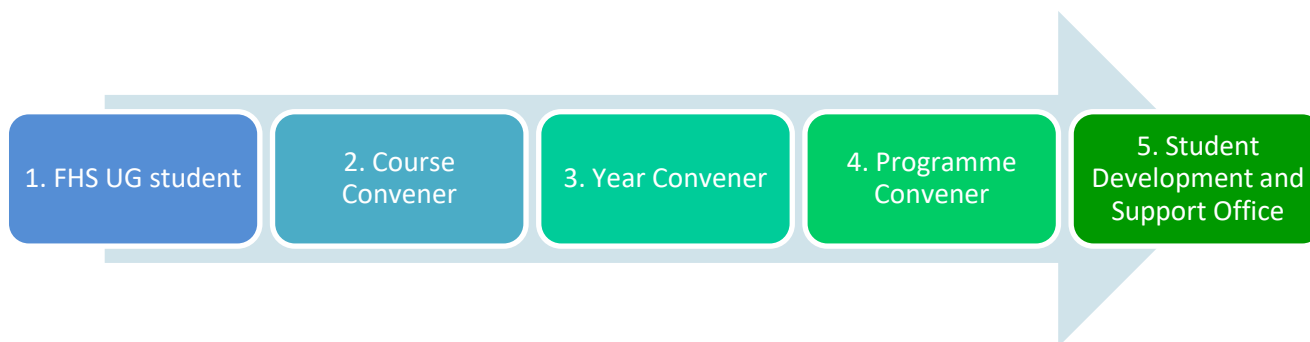 1. FHS UG student
2. Course
Convener
3. Year Convener
4. Programme
Convener
5. Student
Development and
Support Office